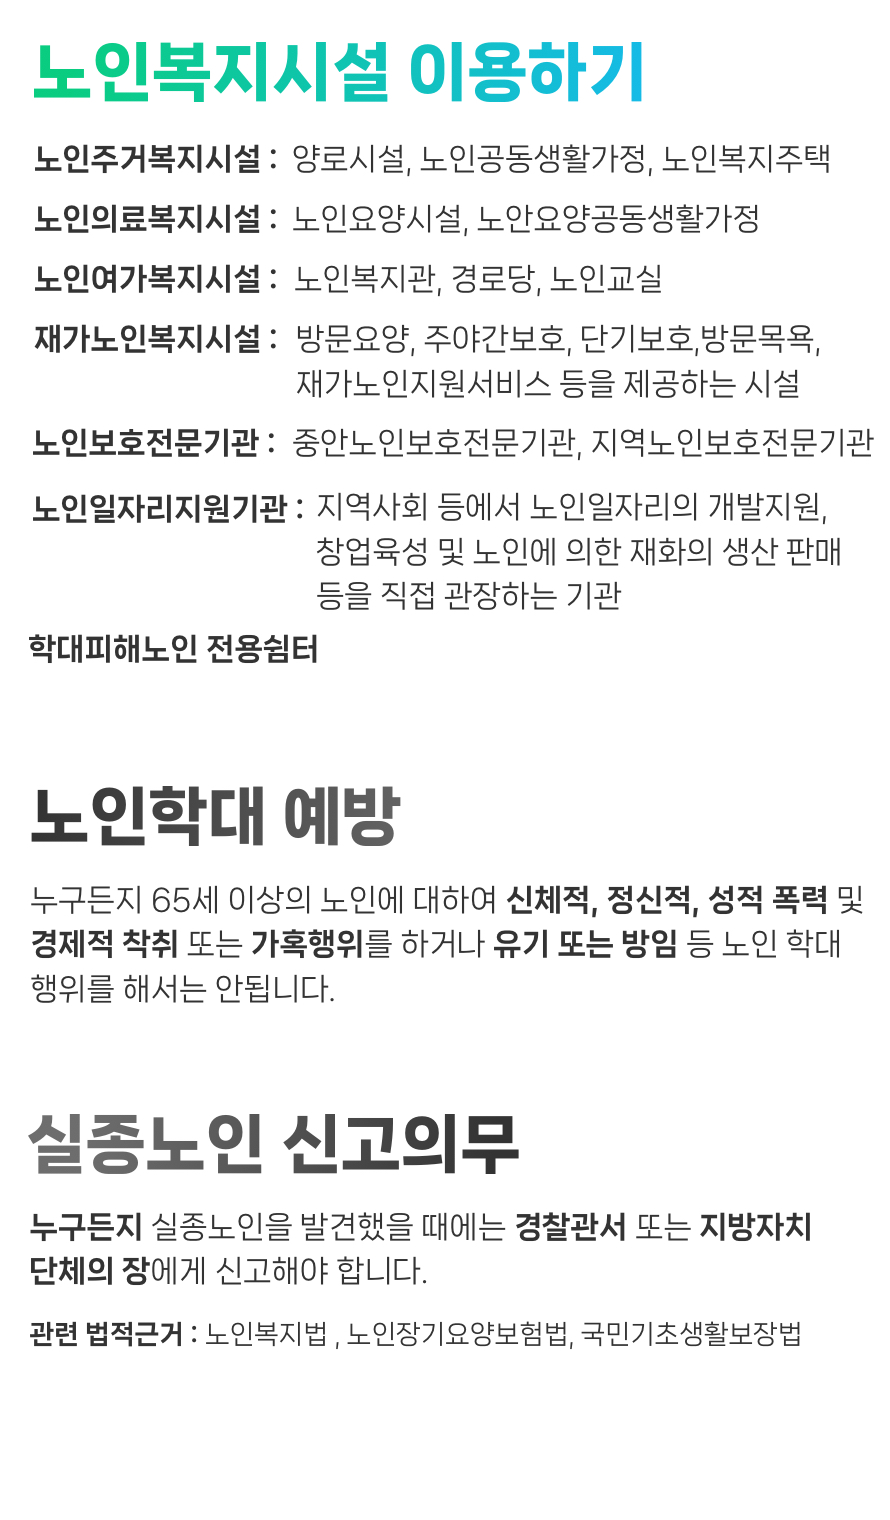 노인복지시설 이용하기
노인주거복지시설 : 양로시설, 노인공동생활가정, 노인복지주택
노인의료복지시설 : 노인요양시설, 노안요양공동생활가정
노인여가복지시설 : 노인복지관, 경로당, 노인교실
재가노인복지시설 : 방문요양, 주야간보호, 단기보호,방문목욕,
재가노인지원서비스 등을 제공하는 시설
노인보호전문기관 : 중안노인보호전문기관, 지역노인보호전문기관
노인일자리지원기관 : 지역사회 등에서 노인일자리의 개발지원,
창업육성 및 노인에 의한 재화의 생산 판매
등을 직접 관장하는 기관
학대피해노인 전용쉼터
노인학대 예방
누구든지 65세 이상의 노인에 대하여 신체적, 정신적, 성적 폭력 및
경제적 착취 또는 가혹행위를 하거나 유기 또는 방임 등 노인 학대
행위를 해서는 안됩니다.
실종노인 신고의무
누구든지 실종노인을 발견했을 때에는 경찰관서 또는 지방자치
단체의 장에게 신고해야 합니다.
관련 법적근거 : 노인복지법 , 노인장기요양보험법, 국민기초생활보장법